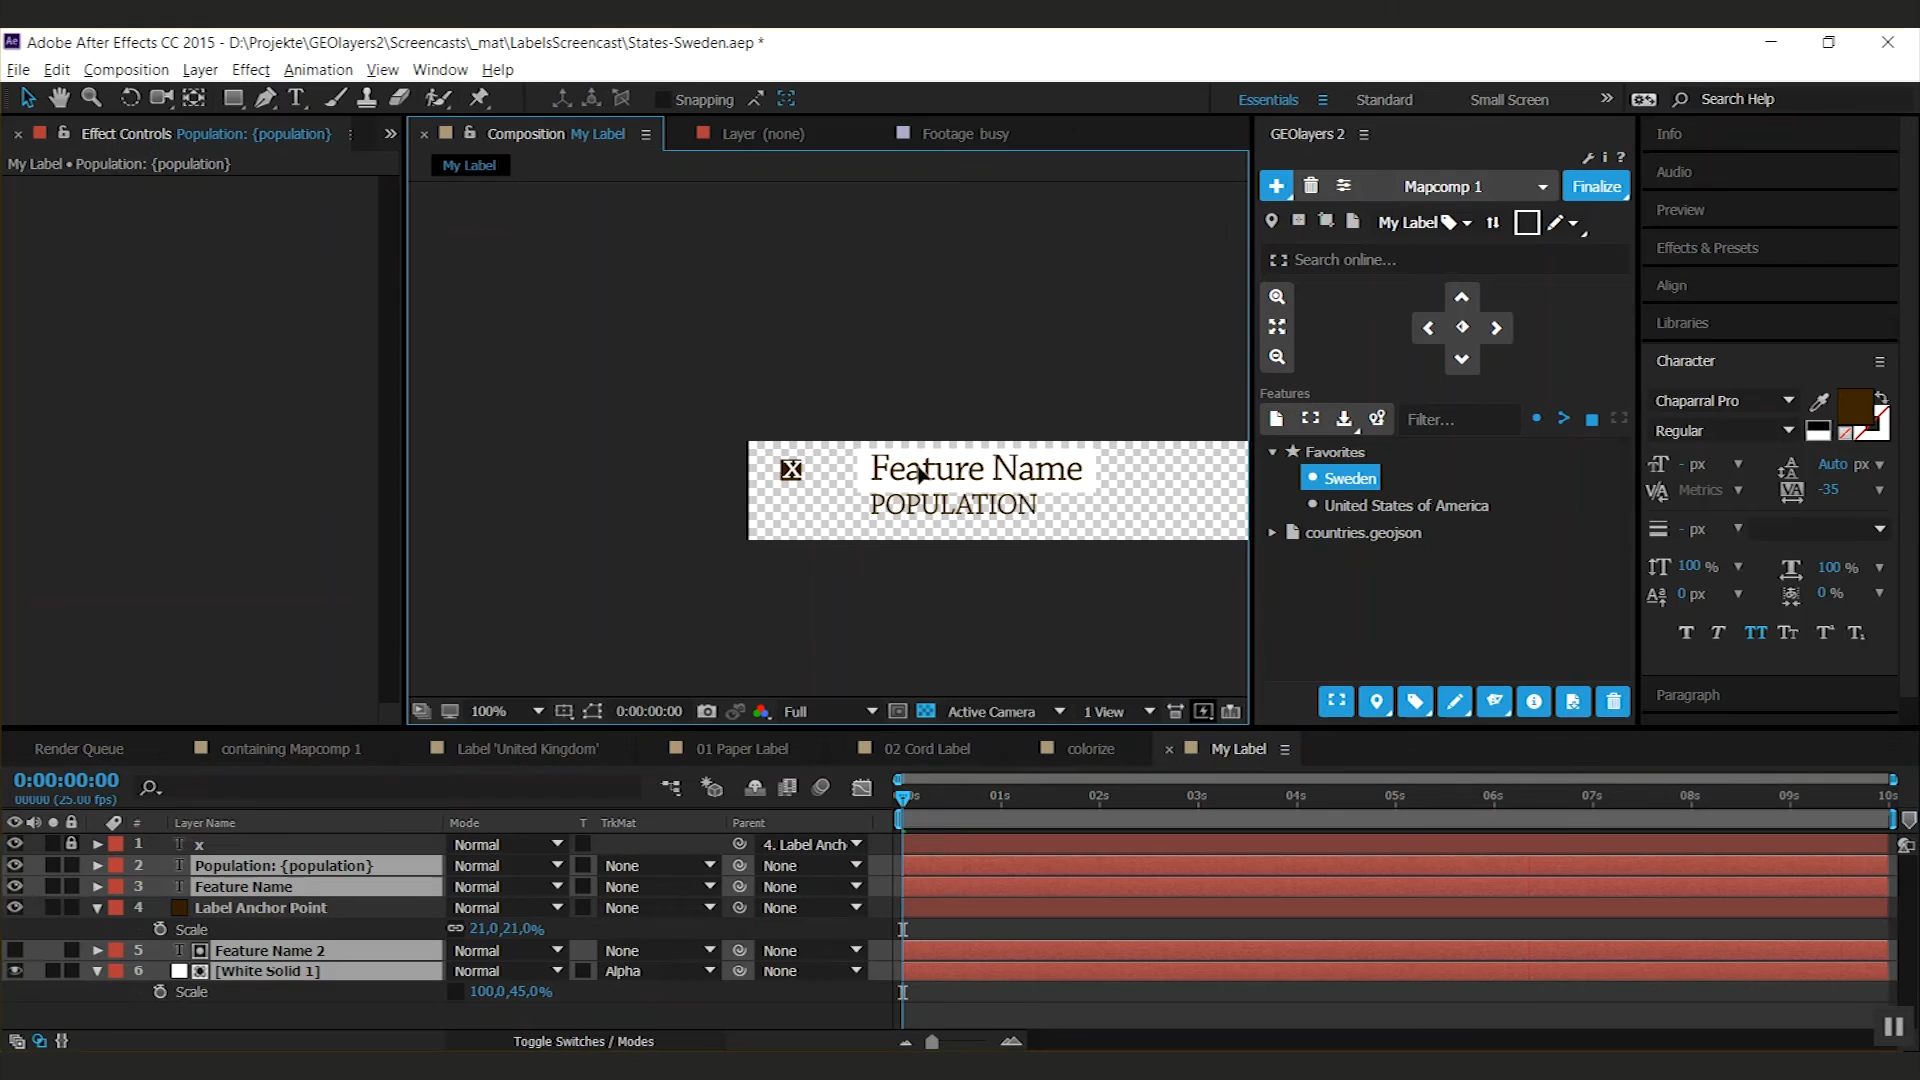 Adobe After Effects CC 2015 - D:\Projekte\GEOlayers2\Screencasts\_mat\LabelsScreencast\States-Sweden.aep *
File Edit Composition Layer Effect Animation View Window Help
Snapping Essentials Standard Small Screen Search Help
Effect Controls Population: {population} Composition My Label Layer (none) Footage busy GEOlayers 2 Info
My Label • Population: {population} My Label
Audio
Mapcomp 1 Finalize
Preview
My Label
Effects & Presets
Search online...
Align
Libraries
Character
Features
Chaparral Pro
Filter...
Regular
Favorites
Sweden
United States of America
countries.geojson
- px Auto px
Metrics -35
- px
100 % 100 %
0 px 0 %
T T TT Tт T T
X Feature Name
POPULATION
Paragraph
100% 0:00:00:00 Full Active Camera 1 View
Render Queue containing Mapcomp 1 Label 'United Kingdom' 01 Paper Label 02 Cord Label colorize My Label
0:00:00:00
00000 (25.00 fps)
0s 01s 02s 03s 04s 05s 06s 07s 08s 09s 10s
# Layer Name Mode T TrkMat Parent
1 T x Normal 4. Label Anch
2 T Population: {population} Normal None None
3 T Feature Name Normal None None
4 Label Anchor Point Normal None None
Scale 21,0,21,0%
5 T Feature Name 2 Normal None None
6 [White Solid 1] Normal Alpha None
Scale 100,0,45,0%
Toggle Switches / Modes